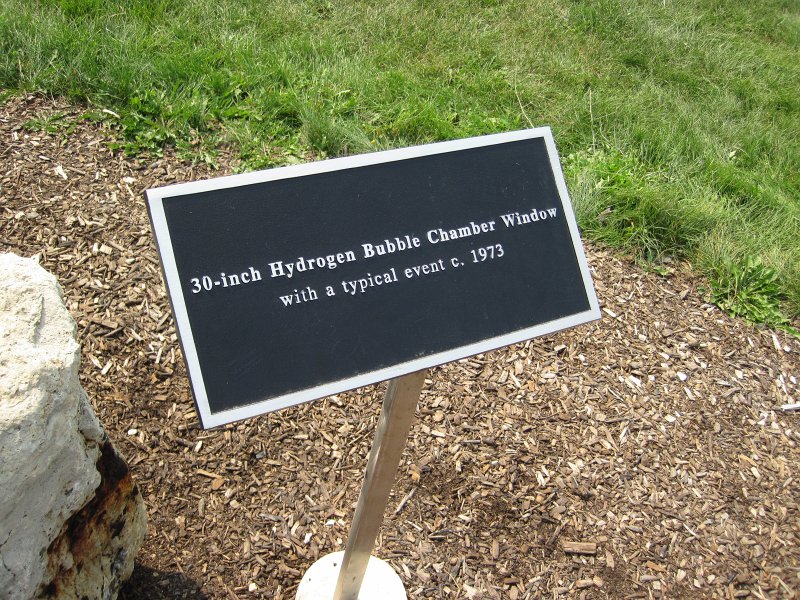 30-inch Hydrogen Bubble Chamber Window
with a typical event c. 1973